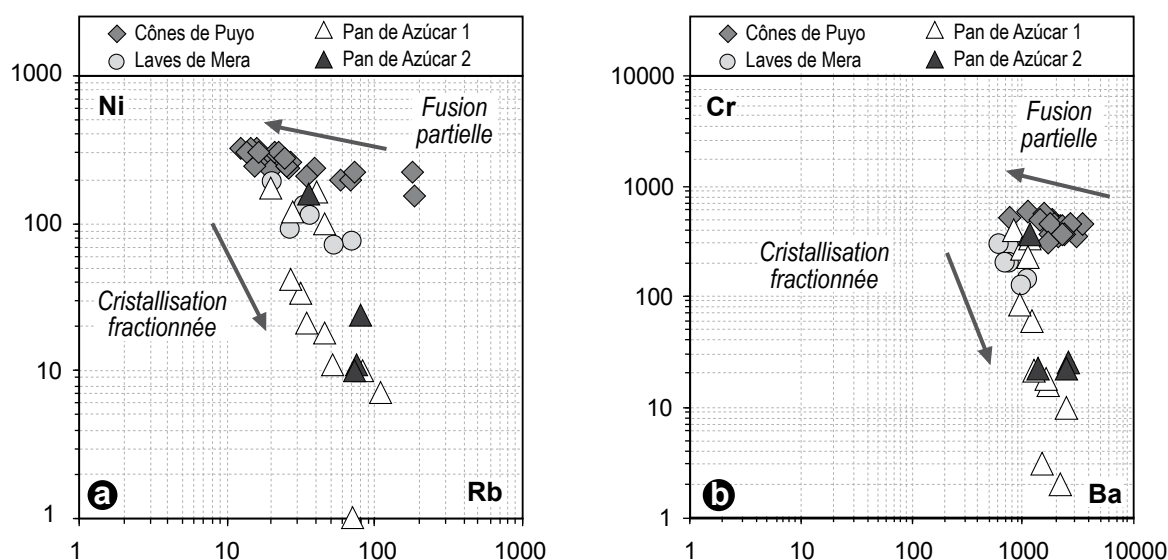 Cônes de Puyo
Pan de Azúcar 1
Laves de Mera
Pan de Azúcar 2
1000
Ni
Fusion
partielle
100
Cristallisation
fractionnée
10
a
Rb
1
1
10
100
1000
Cônes de Puyo
Pan de Azúcar 1
Laves de Mera
Pan de Azúcar 2
10000
Cr
Fusion
partielle
1000
Cristallisation
fractionnée
100
10
b
Ba
1
1
10
100
1000
10000